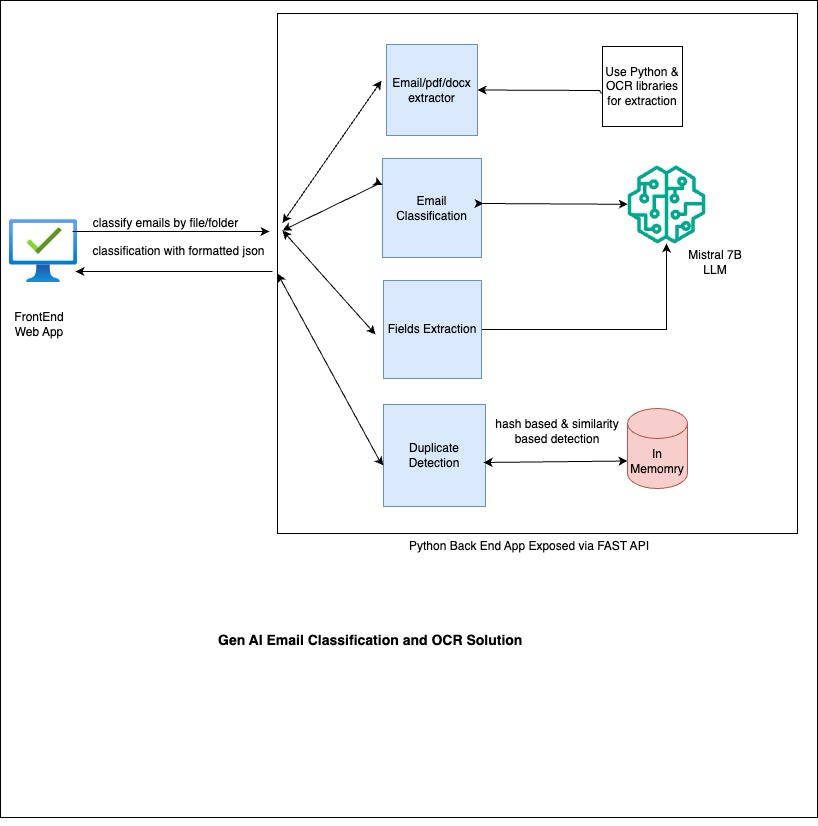 Email/pdf/docx
extractor
Use Python &
OCR libraries
for extraction
Email
Classification
Mistral 7B
LLM
classify emails by file/folder
classification with formatted json
FrontEnd
Web App
Fields Extraction
Duplicate
Detection
hash based & similarity
based detection
In
Memomry
Python Back End App Exposed via FAST API
Gen AI Email Classification and OCR Solution